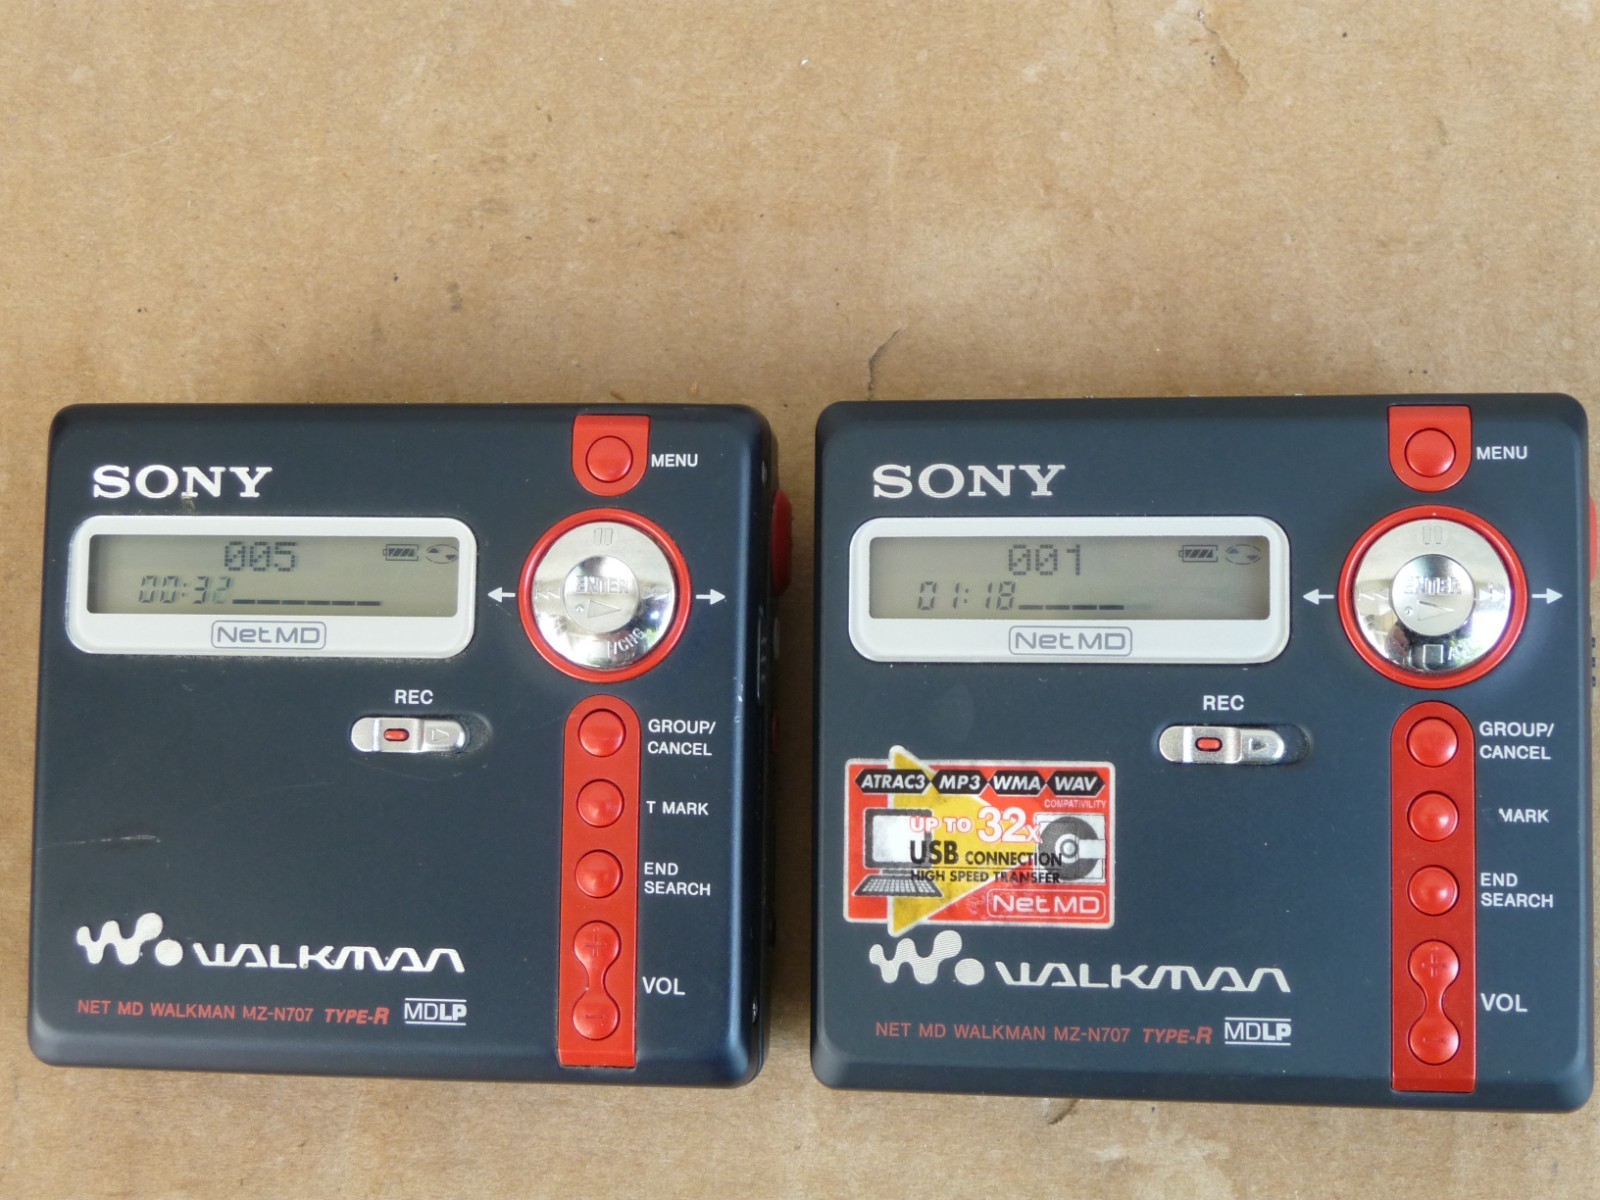 SONY
MENU
005
00:32
ENTER
NetMD
REC
GROUP/
CANCEL
T MARK
END
SEARCH
VOL
WALKMAN
NET MD WALKMAN MZ-N707 TYPE-R MDLP
SONY
MENU
001
01:18
ENTER
NetMD
REC
GROUP/
CANCEL
MARK
END
SEARCH
VOL
ATRAC3 MP3 WMA WAV
COMPATIVILITY
UP TO 32x
USB CONNECTION
HIGH SPEED TRANSFER
NetMD
WALKMAN
NET MD WALKMAN MZ-N707 TYPE-R MDLP